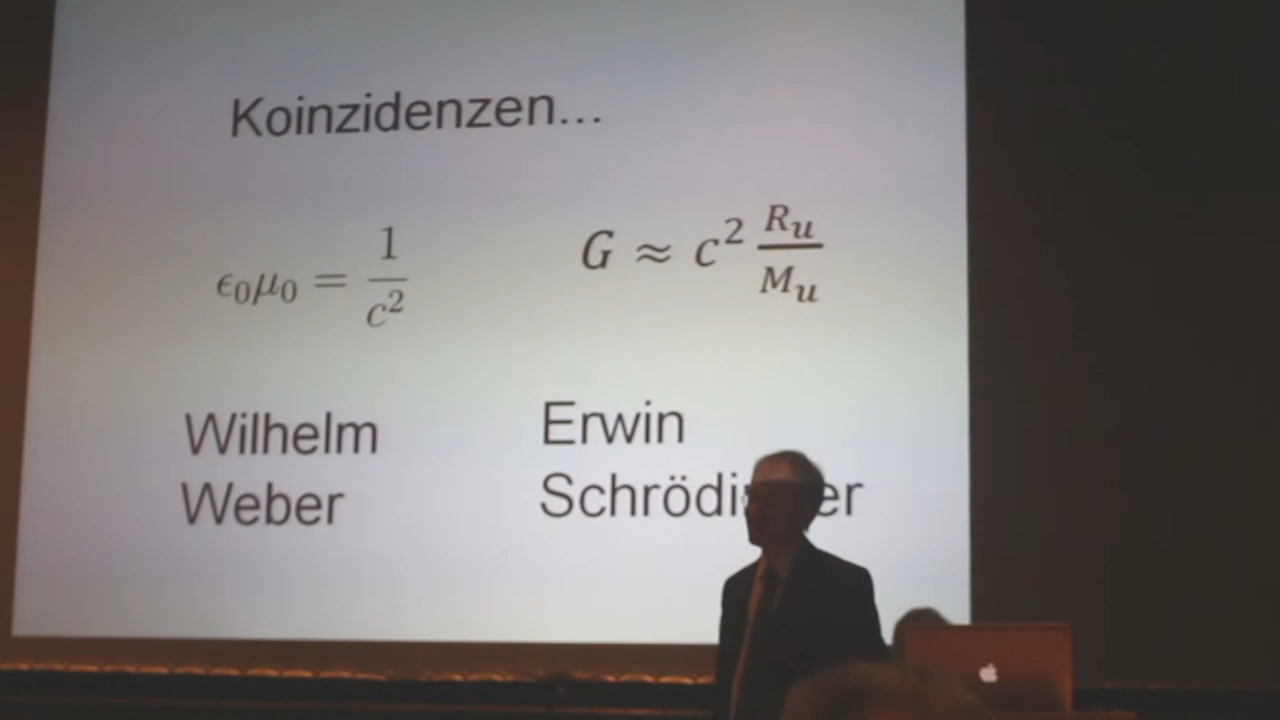 Koinzidenzen...
ϵ₀μ₀ = 1/c²
G ≈ c² Rᵤ/Mᵤ
Wilhelm
Weber
Erwin